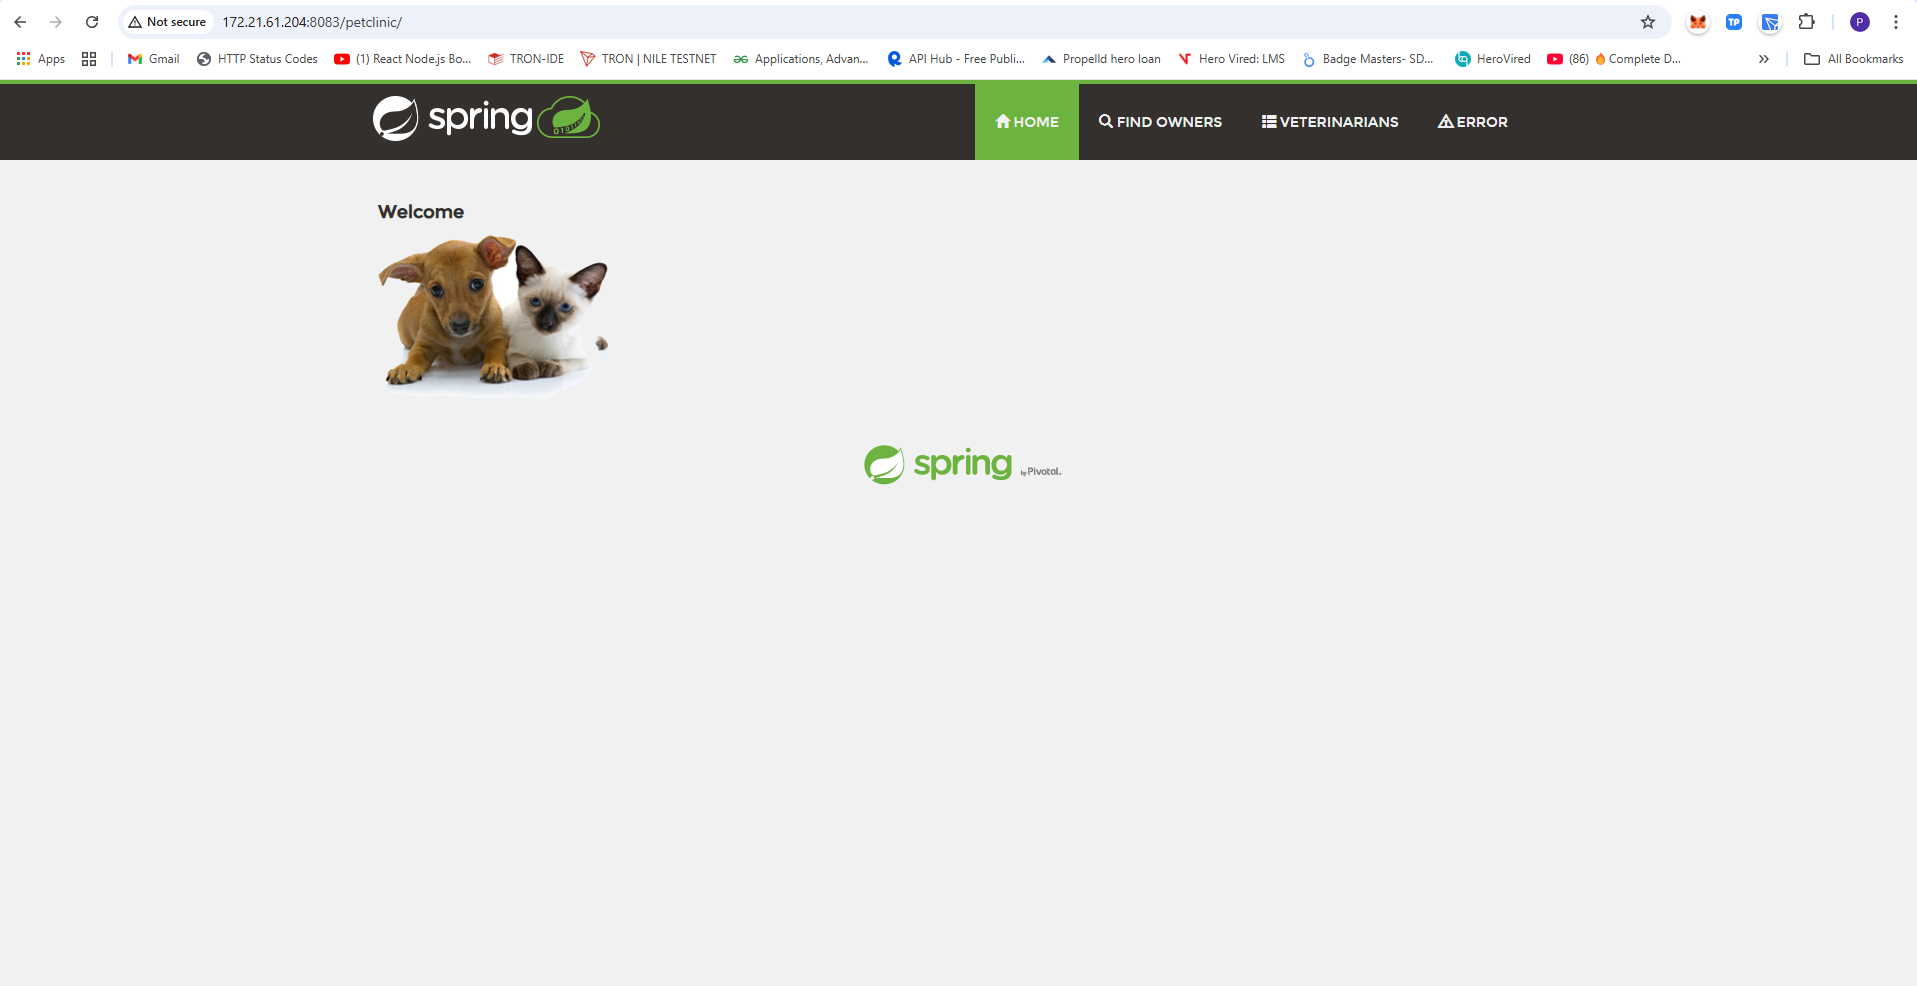 Not secure 172.21.61.204:8083/petclinic/ TP P
Apps Gmail HTTP Status Codes (1) React Node.js Bo... TRON-IDE TRON | NILE TESTNET Applications, Advan... API Hub - Free Publi... Propelld hero loan Hero Vired: LMS Badge Masters- SD... HeroVired (86) 🔥Complete D... » All Bookmarks
spring HOME FIND OWNERS VETERINARIANS ERROR
Welcome
spring by Pivotal™